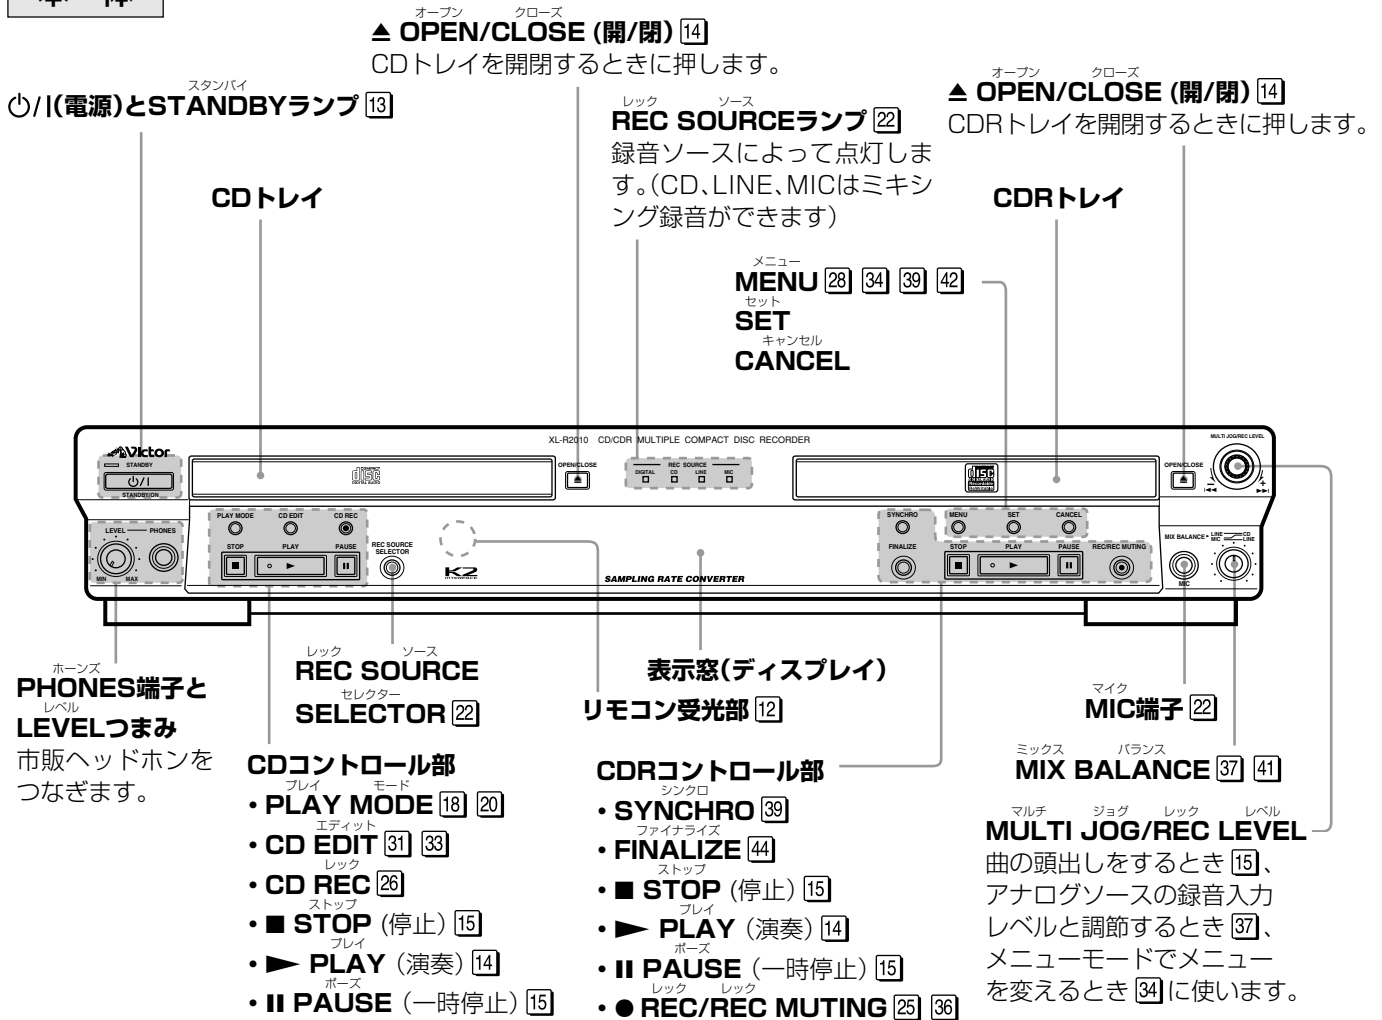 オープン クローズ
▲ OPEN/CLOSE (開/閉) 14
CDトレイを開閉するときに押します。
スタンバイ
⏻/I(電源)とSTANDBYランプ 13
レック ソース
REC SOURCEランプ 22
録音ソースによって点灯しま
す。(CD、LINE、MICはミキシ
ング録音ができます)
オープン クローズ
▲ OPEN/CLOSE (開/閉) 14
CDRトレイを開閉するときに押します。
CDトレイ
CDRトレイ
メニュー
MENU 28 34 39 42
セット
SET
キャンセル
CANCEL
Victor
XL-R2010 CD/CDR MULTIPLE COMPACT DISC RECORDER
MULTI JOG/REC LEVEL
STANDBY
⏻/I
STANDBY/ON
COMPACT
disc
DIGITAL AUDIO
OPEN/CLOSE
REC SOURCE
DIGITAL CD LINE MIC
OPEN/CLOSE
PLAY MODE CD EDIT CD REC
SYNCHRO MENU SET CANCEL
LEVEL PHONES
MIN MAX
STOP PLAY PAUSE
REC SOURCE
SELECTOR
K2
INTERFACE
SAMPLING RATE CONVERTER
FINALIZE
STOP PLAY PAUSE REC/REC MUTING
MIX BALANCE
LINE CD
MIC LINE
MIC
ホーンズ
PHONES端子と
レベル
LEVELつまみ
市販ヘッドホンを
つなぎます。
レック ソース
REC SOURCE
セレクター
SELECTOR 22
表示窓(ディスプレイ)
リモコン受光部 12
マイク
MIC端子 22
ミックス バランス
MIX BALANCE 37 41
CDコントロール部
プレイ モード
• PLAY MODE 18 20
エディット
• CD EDIT 31 33
レック
• CD REC 26
ストップ
• ■ STOP (停止) 15
プレイ
• ► PLAY (演奏) 14
ポーズ
• II PAUSE (一時停止) 15
CDRコントロール部
シンクロ
• SYNCHRO 39
ファイナライズ
• FINALIZE 44
ストップ
• ■ STOP (停止) 15
プレイ
• ► PLAY (演奏) 14
ポーズ
• II PAUSE (一時停止) 15
レック レック
• ● REC/REC MUTING 25 36
マルチ ジョグ レック レベル
MULTI JOG/REC LEVEL
曲の頭出しをするとき 15、
アナログソースの録音入力
レベルと調節するとき 37、
メニューモードでメニュー
を変えるとき 34 に使います。